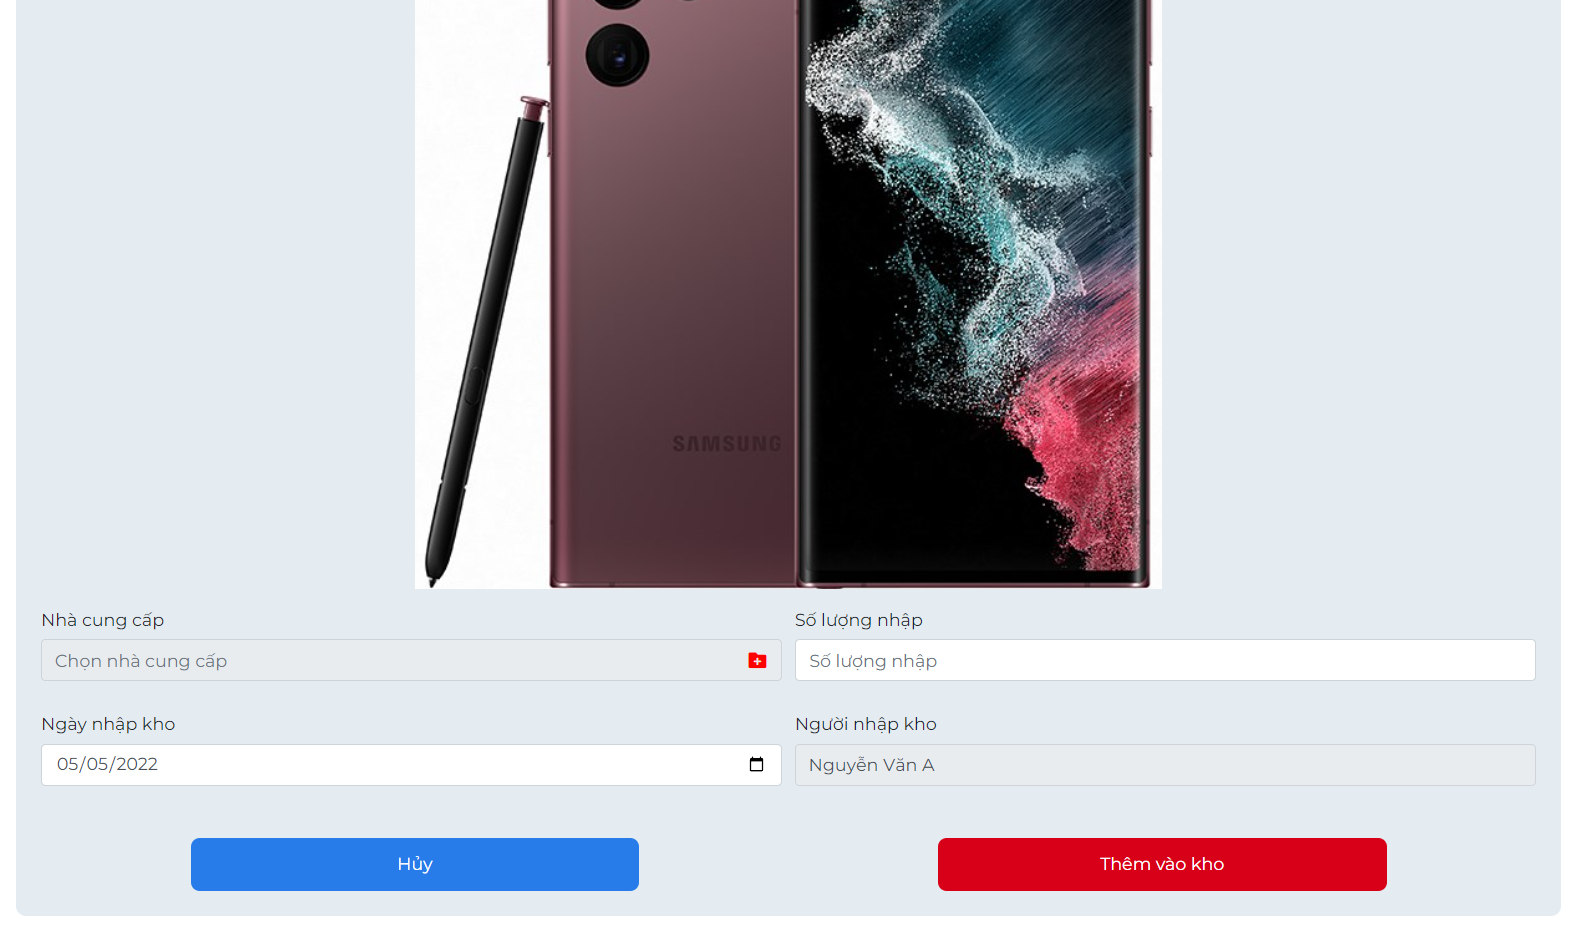 SAMSUNG
Nhà cung cấp
Số lượng nhập
Chọn nhà cung cấp
Số lượng nhập
Ngày nhập kho
Người nhập kho
05/05/2022
Nguyễn Văn A
Hủy
Thêm vào kho